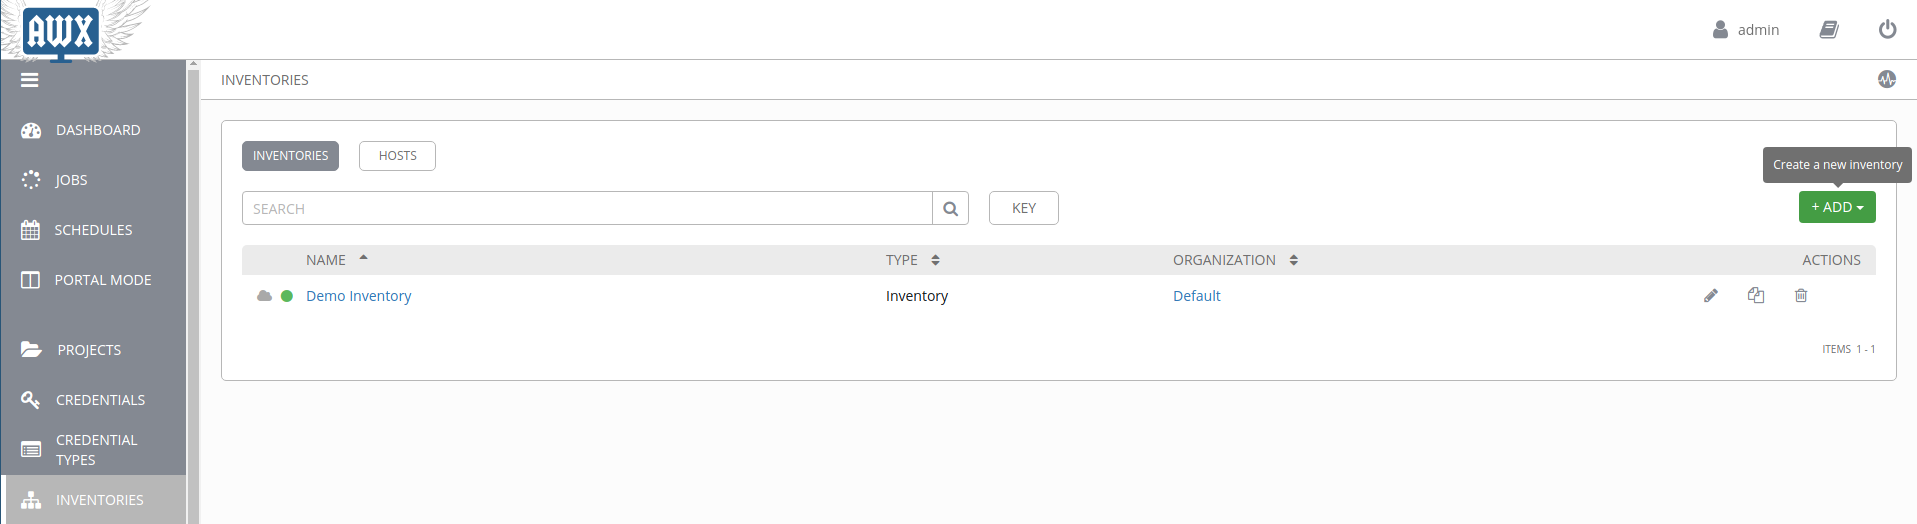 AWX
admin
INVENTORIES
DASHBOARD
JOBS
SCHEDULES
PORTAL MODE
PROJECTS
CREDENTIALS
CREDENTIAL
TYPES
INVENTORIES
INVENTORIES HOSTS
Create a new inventory
SEARCH KEY + ADD
NAME TYPE ORGANIZATION ACTIONS
Demo Inventory Inventory Default
ITEMS 1 - 1